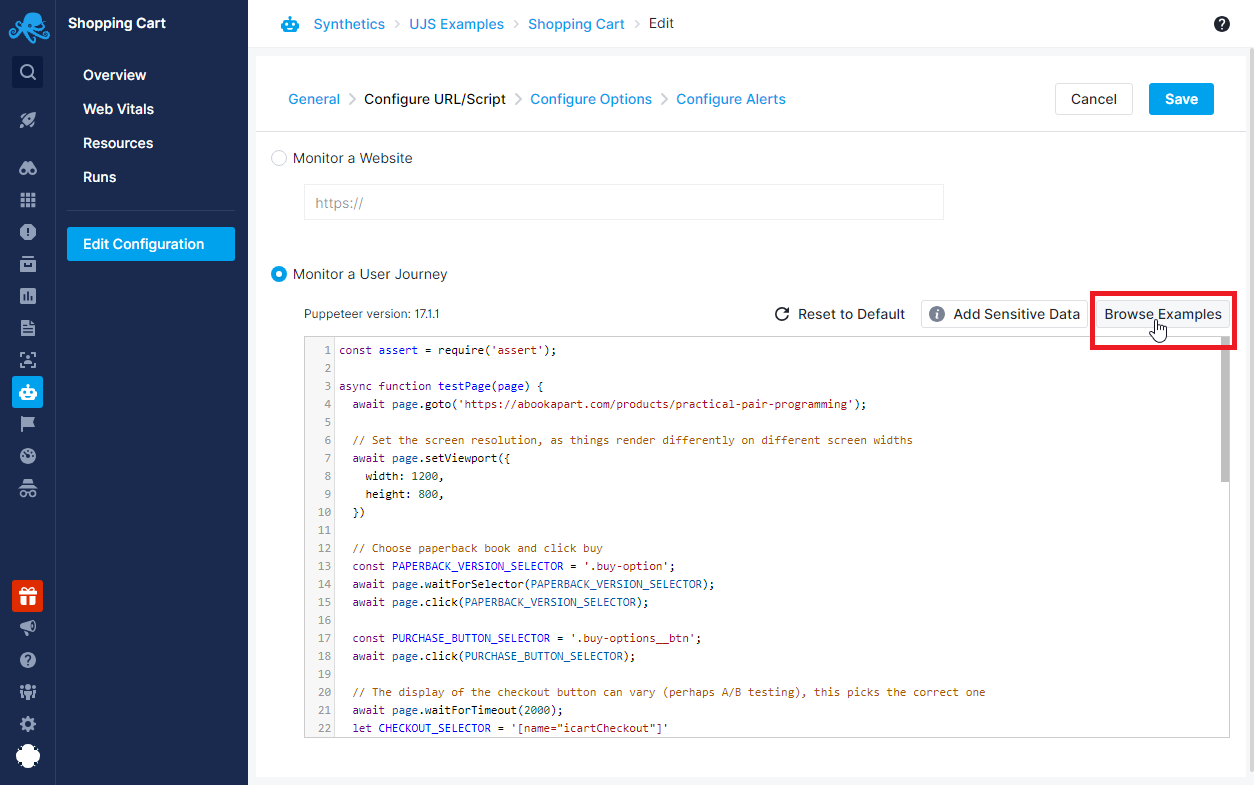 Shopping Cart
Overview
Web Vitals
Resources
Runs
Edit Configuration
Synthetics > UJS Examples > Shopping Cart > Edit
General > Configure URL/Script > Configure Options > Configure Alerts
Cancel
Save
Monitor a Website
https://
Monitor a User Journey
Puppeteer version: 17.1.1
Reset to Default
Add Sensitive Data
Browse Examples
1 const assert = require('assert');
2
3 async function testPage(page) {
4   await page.goto('https://abookapart.com/products/practical-pair-programming');
5
6   // Set the screen resolution, as things render differently on different screen widths
7   await page.setViewport({
8     width: 1200,
9     height: 800,
10   })
11
12   // Choose paperback book and click buy
13   const PAPERBACK_VERSION_SELECTOR = '.buy-option';
14   await page.waitForSelector(PAPERBACK_VERSION_SELECTOR);
15   await page.click(PAPERBACK_VERSION_SELECTOR);
16
17   const PURCHASE_BUTTON_SELECTOR = '.buy-options__btn';
18   await page.click(PURCHASE_BUTTON_SELECTOR);
19
20   // The display of the checkout button can vary (perhaps A/B testing), this picks the correct one
21   await page.waitForTimeout(2000);
22   let CHECKOUT_SELECTOR = '[name="icartCheckout"]'